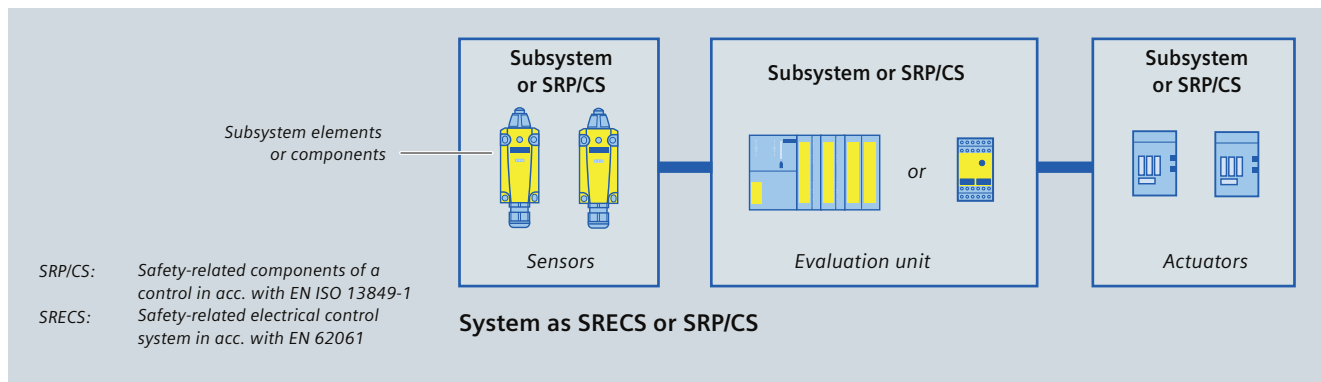 Subsystem
or SRP/CS
Subsystem or SRP/CS
Subsystem
or SRP/CS
Subsystem elements
or components
or
Sensors
Evaluation unit
Actuators
SRP/CS: Safety-related components of a
control in acc. with EN ISO 13849-1
SRECS: Safety-related electrical control
system in acc. with EN 62061
System as SRECS or SRP/CS